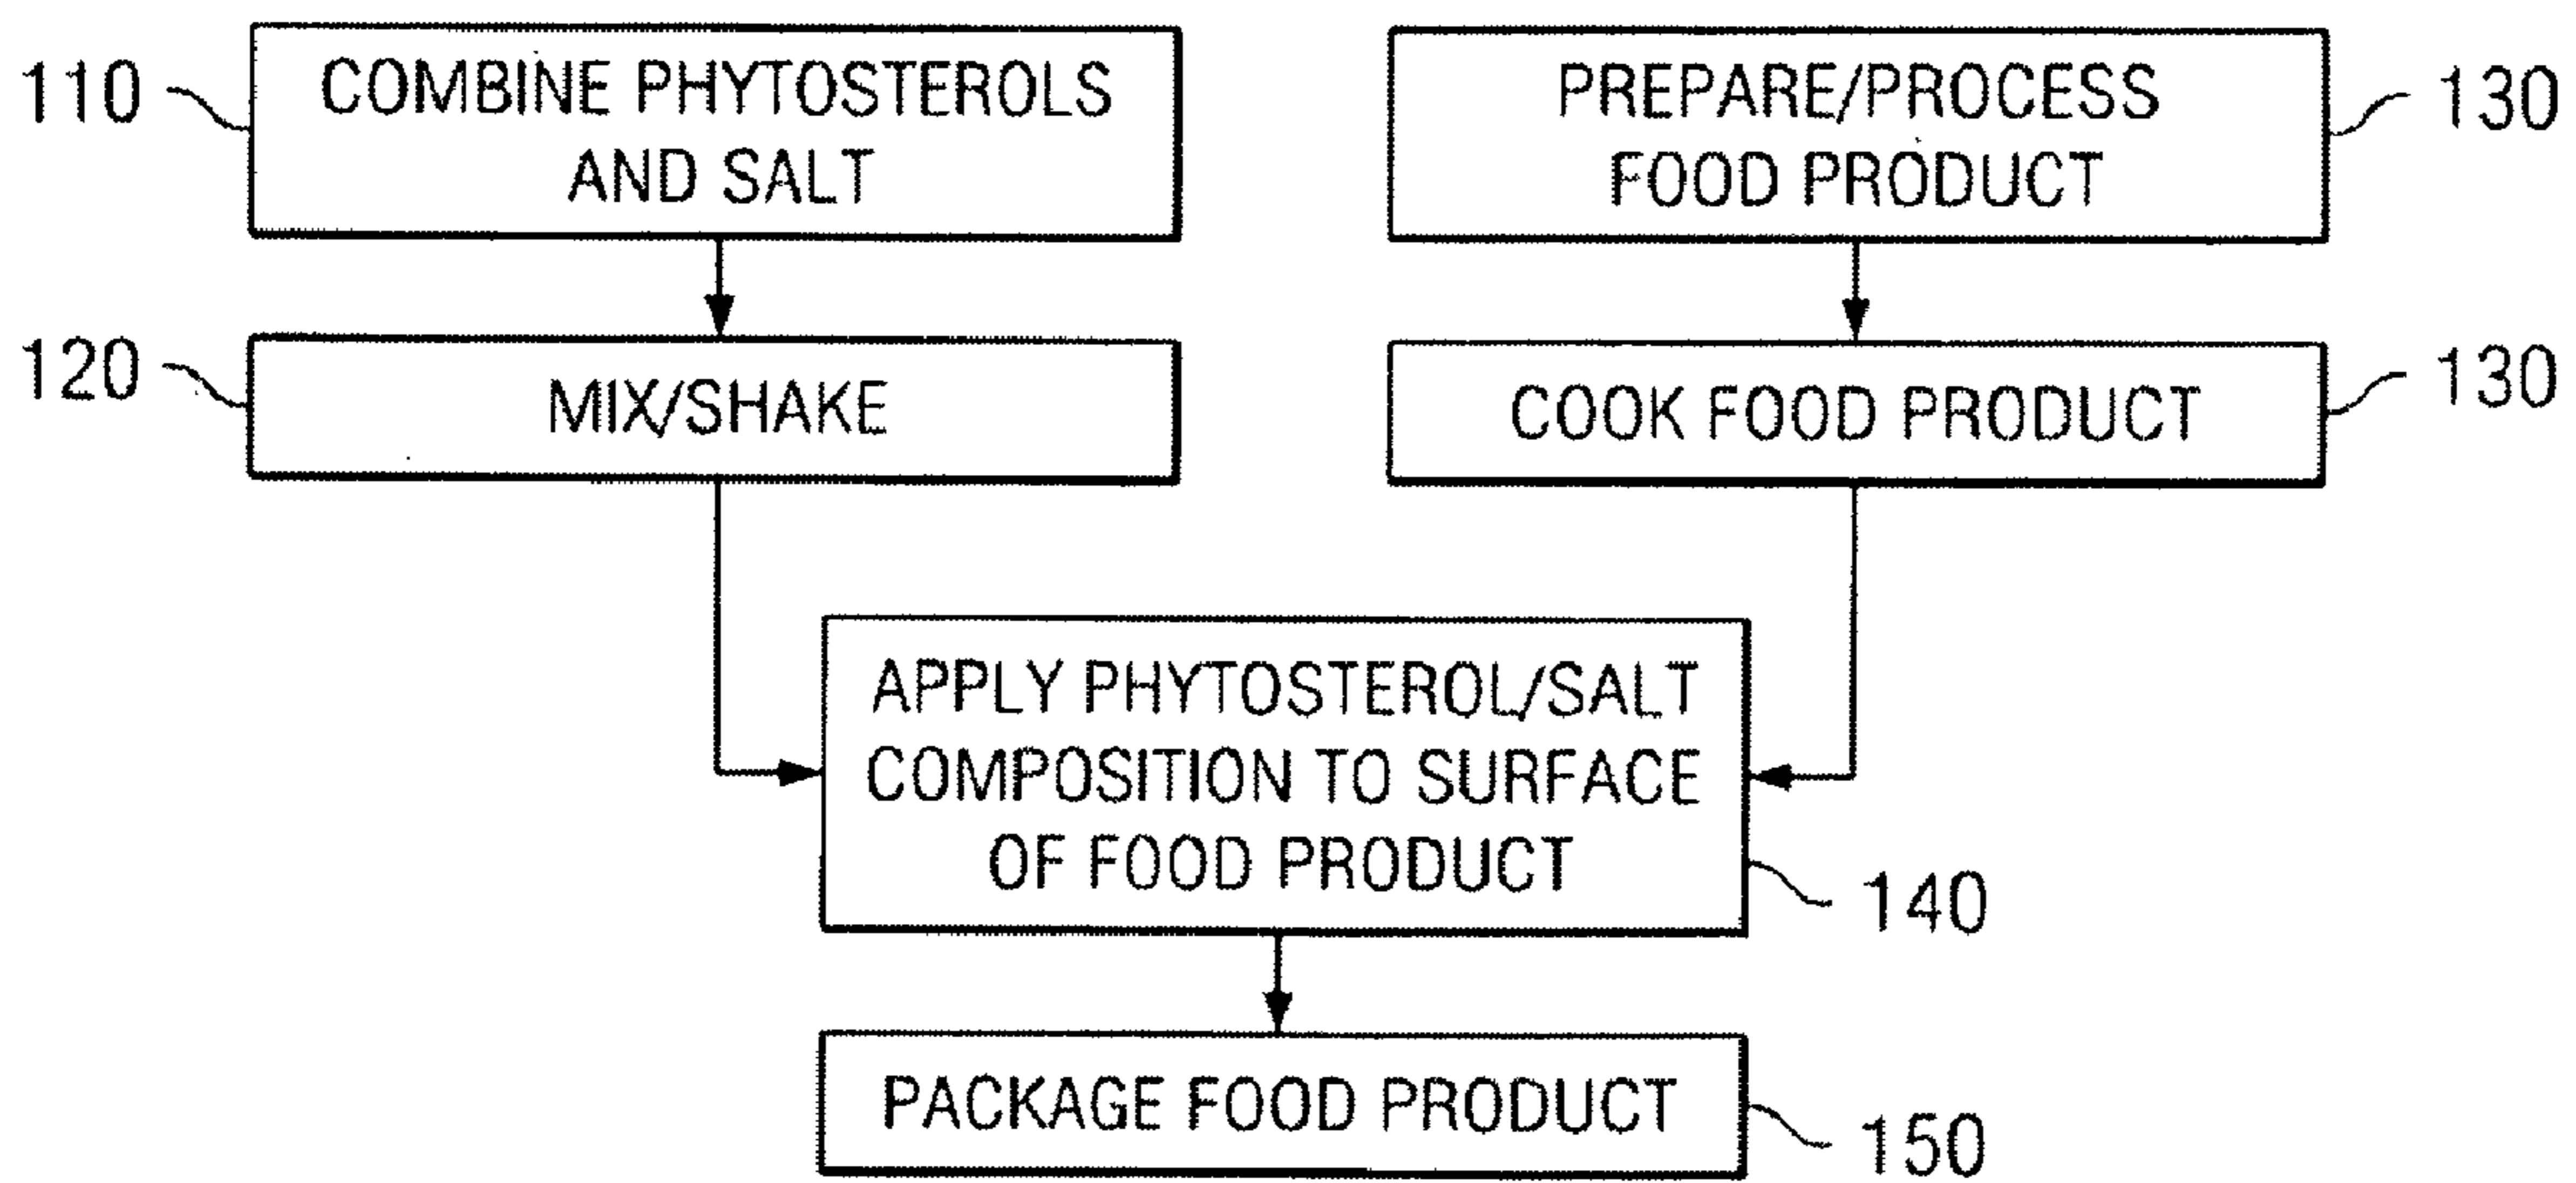 110
COMBINE PHYTOSTEROLS
AND SALT
PREPARE/PROCESS
FOOD PRODUCT
130
120
MIX/SHAKE
COOK FOOD PRODUCT
130
APPLY PHYTOSTEROL/SALT
COMPOSITION TO SURFACE
OF FOOD PRODUCT
140
PACKAGE FOOD PRODUCT
150